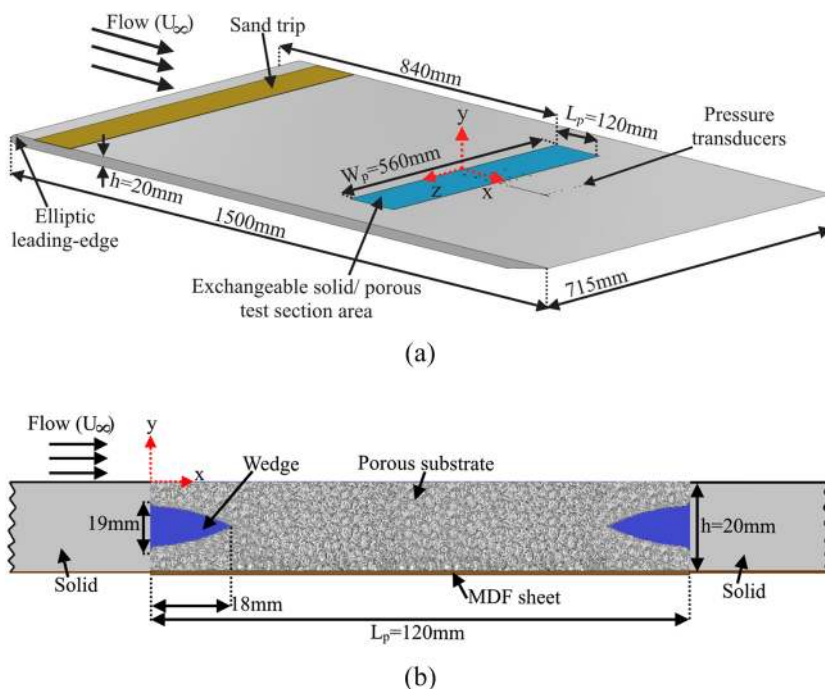 Flow (U∞)
Sand trip
840mm
Lp=120mm
Pressure
transducers
y
Wp=560mm
z
x
h=20mm
Elliptic
leading-edge
1500mm
Exchangeable solid/ porous
test section area
715mm
(a)
Flow (U∞)
y
x
Wedge
Porous substrate
19mm
h=20mm
Solid
18mm
MDF sheet
Solid
Lp=120mm
(b)